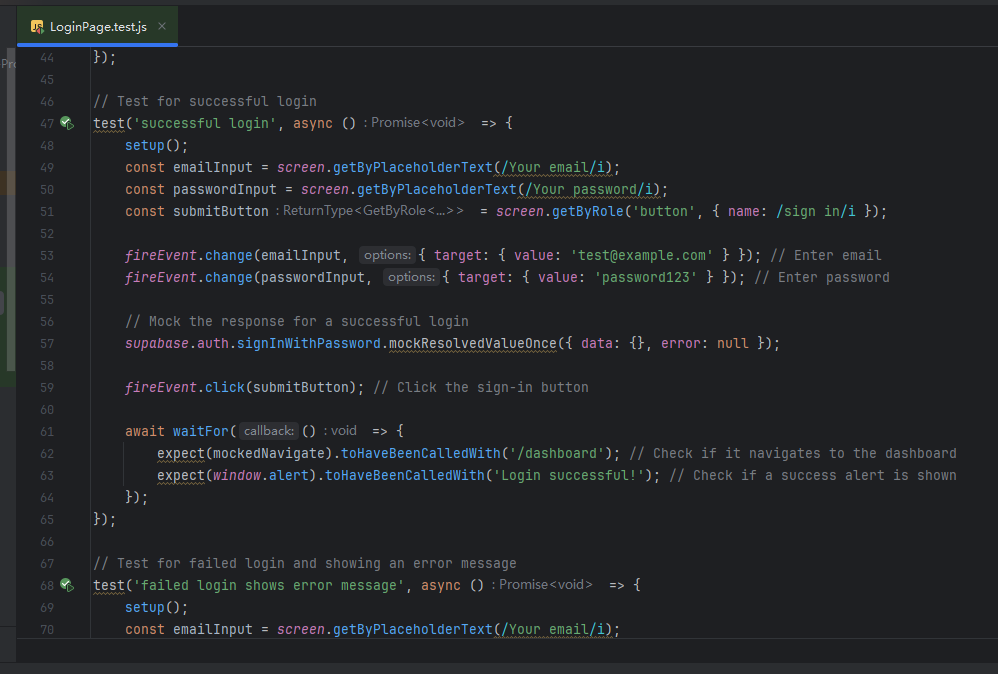 LoginPage.test.js
Pro
44 });
45
46 // Test for successful login
47 test('successful login', async () : Promise<void> => {
48 setup();
49 const emailInput = screen.getByPlaceholderText(/Your email/i);
50 const passwordInput = screen.getByPlaceholderText(/Your password/i);
51 const submitButton : ReturnType<GetByRole<...>> = screen.getByRole('button', { name: /sign in/i });
52
53 fireEvent.change(emailInput, options: { target: { value: 'test@example.com' } }); // Enter email
54 fireEvent.change(passwordInput, options: { target: { value: 'password123' } }); // Enter password
55
56 // Mock the response for a successful login
57 supabase.auth.signInWithPassword.mockResolvedValueOnce({ data: {}, error: null });
58
59 fireEvent.click(submitButton); // Click the sign-in button
60
61 await waitFor( callback: () : void => {
62 expect(mockedNavigate).toHaveBeenCalledWith('/dashboard'); // Check if it navigates to the dashboard
63 expect(window.alert).toHaveBeenCalledWith('Login successful!'); // Check if a success alert is shown
64 });
65 });
66
67 // Test for failed login and showing an error message
68 test('failed login shows error message', async () : Promise<void> => {
69 setup();
70 const emailInput = screen.getByPlaceholderText(/Your email/i);